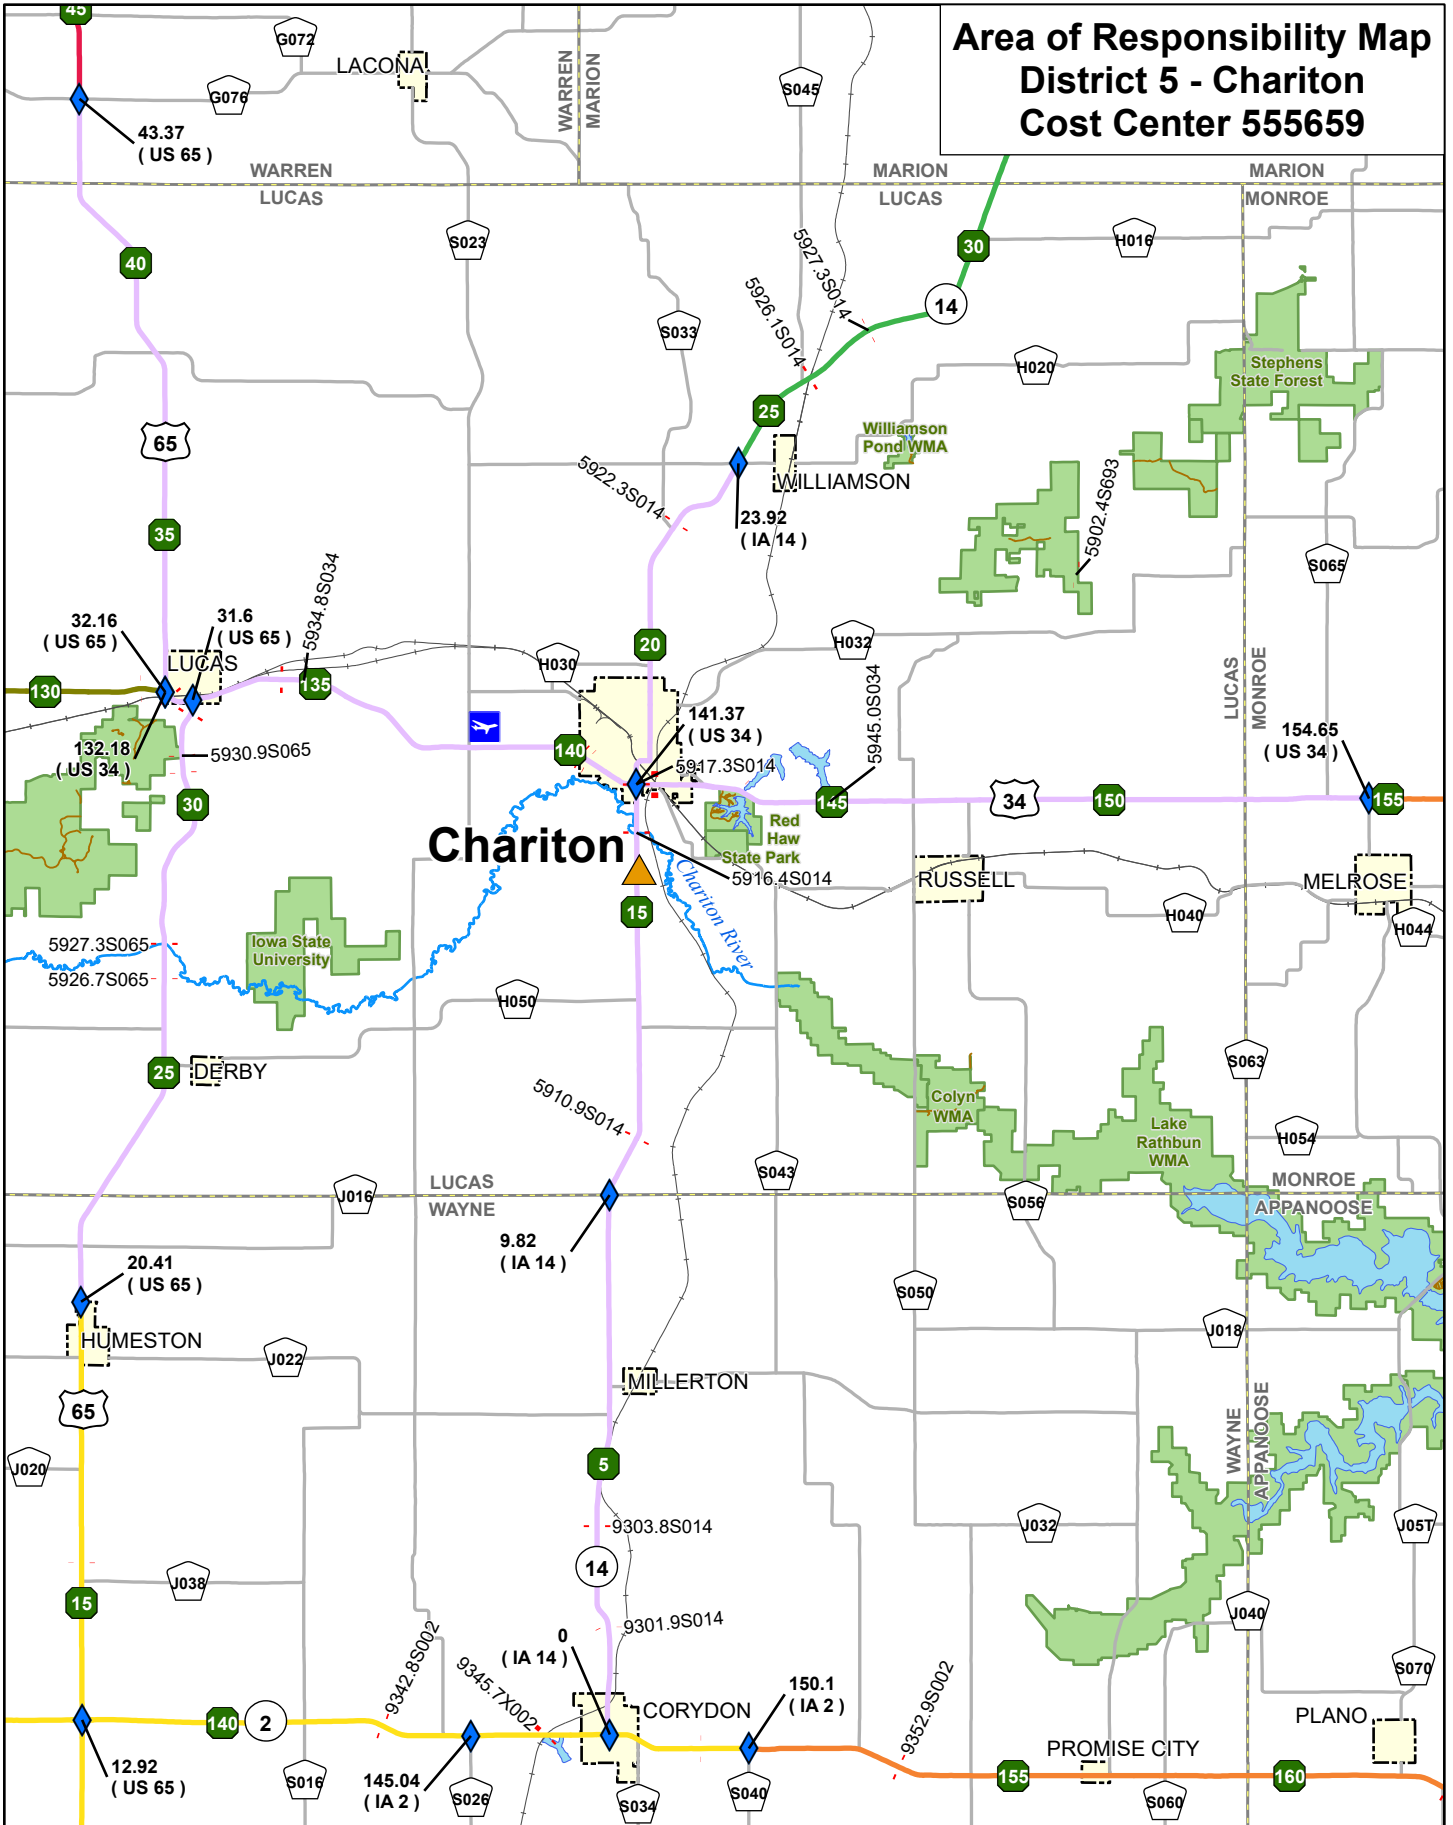 Area of Responsibility Map
District 5 - Chariton
Cost Center 555659
45
G072
LACONA
G076
S045
WARREN
MARION
43.37
( US 65 )
WARREN
LUCAS
MARION
LUCAS
MARION
MONROE
S023
40
30
H016
5927.3S014
5926.1S014
14
S033
H020
Stephens
State Forest
25
65
Williamson
Pond WMA
5922.3S014
WILLIAMSON
23.92
( IA 14 )
5902.4S693
35
S065
5934.8S034
32.16
( US 65 )
31.6
( US 65 )
LUCAS
H030
20
H032
130
135
LUCAS
MONROE
141.37
( US 34 )
5945.0S034
154.65
( US 34 )
132.18
( US 34 )
5930.9S065
140
5917.3S014
30
145
34
150
155
Red
Haw
State Park
Chariton
5916.4S014
RUSSELL
MELROSE
Chariton River
15
H040
H044
5927.3S065
5926.7S065
Iowa State
University
H050
25
DERBY
S063
5910.9S014
Colyn
WMA
Lake
Rathbun
WMA
H054
S043
LUCAS
WAYNE
J016
S056
MONROE
APPANOOSE
9.82
( IA 14 )
20.41
( US 65 )
S050
HUMESTON
J018
J022
MILLERTON
65
WAYNE
APPANOOSE
J020
5
9303.8S014
J032
J05T
14
J038
15
9301.9S014
J040
0
( IA 14 )
9342.8S002
9345.7X002
S070
150.1
( IA 2 )
9352.9S002
CORYDON
140
2
PLANO
PROMISE CITY
12.92
( US 65 )
145.04
( IA 2 )
S016
S026
S034
S040
155
160
S060